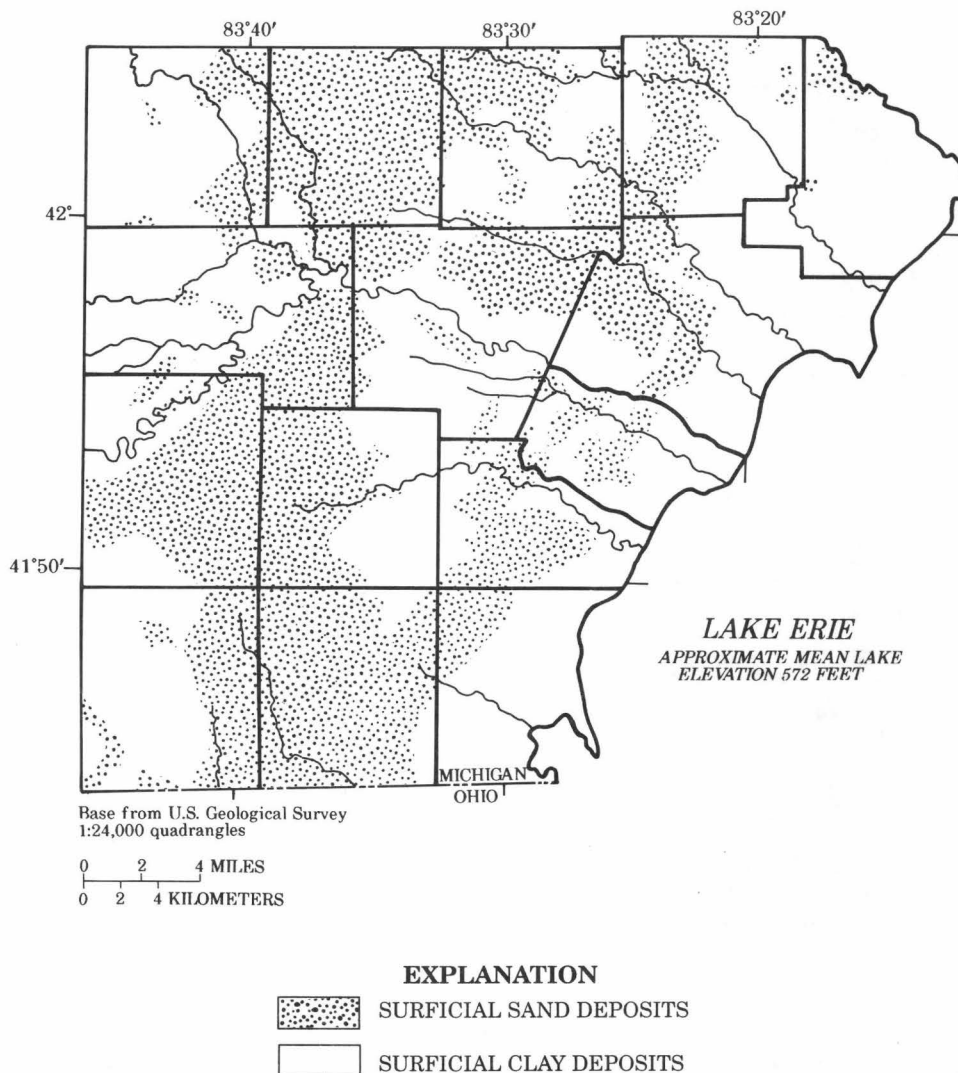 83°40'
83°30'
83°20'
42°
41°50'
LAKE ERIE
APPROXIMATE MEAN LAKE
ELEVATION 572 FEET
MICHIGAN
OHIO
Base from U.S. Geological Survey
1:24,000 quadrangles
0 2 4 MILES
0 2 4 KILOMETERS
EXPLANATION
SURFICIAL SAND DEPOSITS
SURFICIAL CLAY DEPOSITS